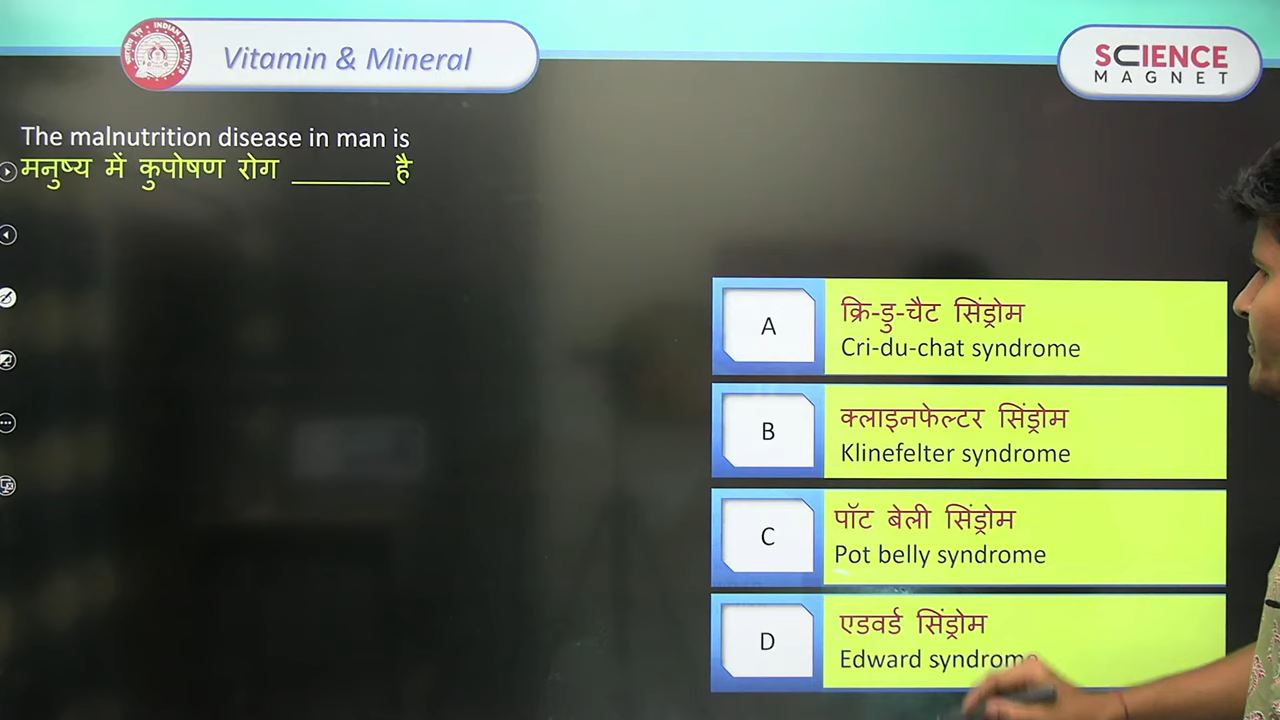 Vitamin & Mineral
SCIENCE
MAGNET
The malnutrition disease in man is
मनुष्य में कुपोषण रोग _______ है
A
क्रि-डु-चैट सिंड्रोम
Cri-du-chat syndrome
B
क्लाइनफेल्टर सिंड्रोम
Klinefelter syndrome
C
पॉट बेली सिंड्रोम
Pot belly syndrome
D
एडवर्ड सिंड्रोम
Edward syndrome